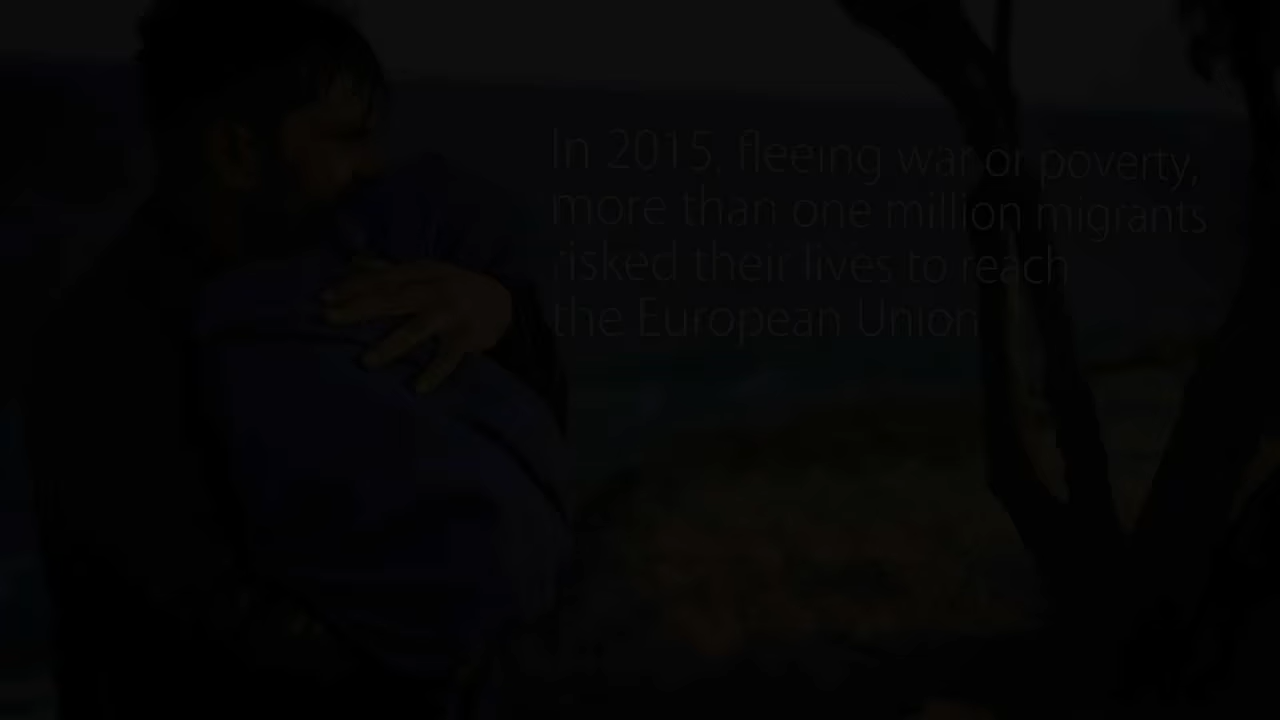 In 2015, fleeing war or poverty,
more than one million migrants
risked their lives to reach
the European Union